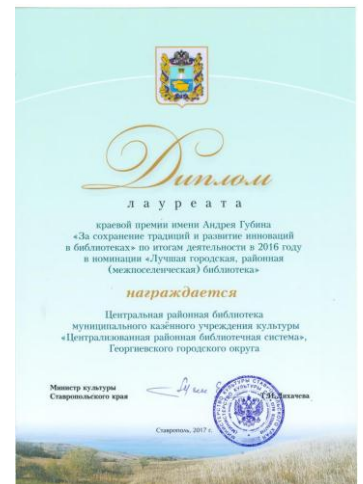 Диплом
лауреата
краевой премии имени Андрея Губина
«За сохранение традиций и развитие инноваций
в библиотеках» по итогам деятельности в 2016 году
в номинации «Лучшая городская, районная
(межпоселенческая) библиотека»
награждается
Центральная районная библиотека
муниципального казённого учреждения культуры
«Централизованная районная библиотечная система»,
Георгиевского городского округа
Министр культуры
Ставропольского края
Т.И.Лихачева
Ставрополь, 2017 г.